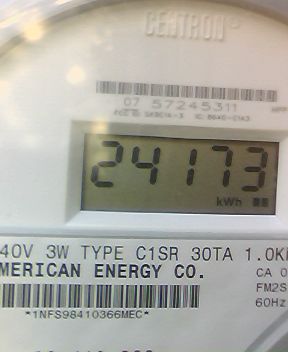 CENTRON
07 57245311
24173
kWh
40V 3W TYPE C1SR 30TA 1.0K
MERICAN ENERGY CO.
CA 0
FM2S
60Hz
*1NFS98410366MEC*